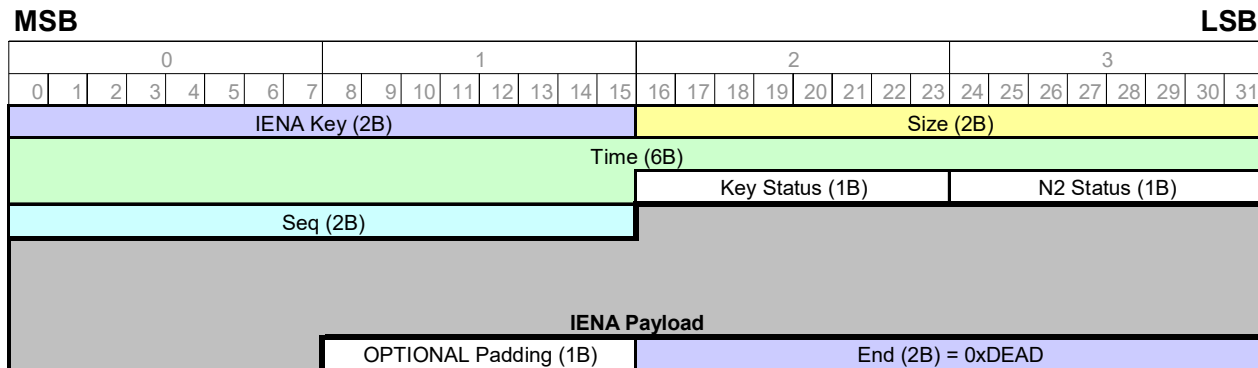 MSB LSB
0 1 2 3
0 1 2 3 4 5 6 7 8 9 10 11 12 13 14 15 16 17 18 19 20 21 22 23 24 25 26 27 28 29 30 31
IENA Key (2B) Size (2B)
Time (6B)
Key Status (1B) N2 Status (1B)
Seq (2B)
IENA Payload
OPTIONAL Padding (1B) End (2B) = 0xDEAD